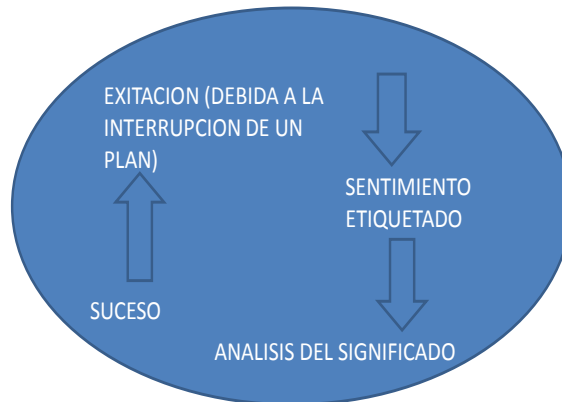 EXITACION (DEBIDA A LA
INTERRUPCION DE UN
PLAN)
SENTIMIENTO
ETIQUETADO
SUCESO
ANALISIS DEL SIGNIFICADO